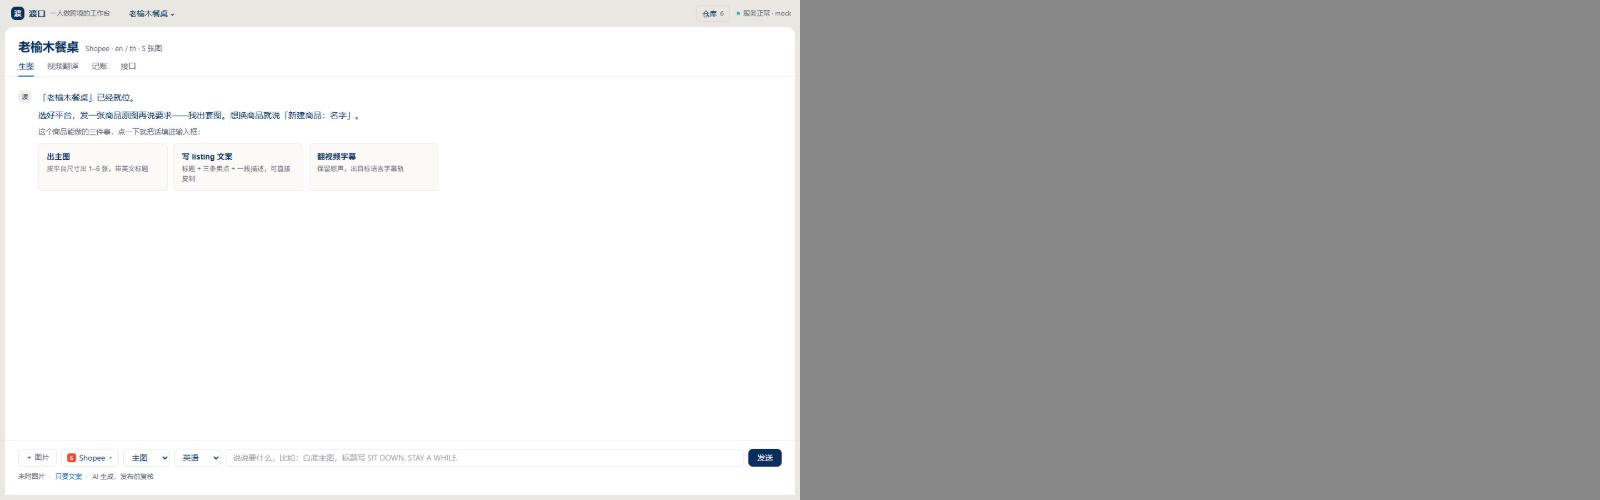 渡 渡口 一人做跨境的工作台 老榆木餐桌 仓库 6 服务正常 · mock
老榆木餐桌 Shopee · en / th · 5 张图
生图 视频翻译 记账 接口
渡 「老榆木餐桌」已经就位。
选好平台，发一张商品原图再说要求——我出套图。想换商品就说「新建商品：名字」。
这个商品能做的三件事，点一下就把话填进输入框：
出主图
按平台尺寸出 1–6 张，带英文标题
写 listing 文案
标题 + 三条卖点 + 一段描述，可直接
复制
翻视频字幕
保留原声，出目标语言字幕轨
+ 图片 S Shopee 主图 英语 说说要什么，比如：白底主图，标题写 SIT DOWN. STAY A WHILE. 发送
未附图片 · 只要文案 · AI 生成，发布前复核